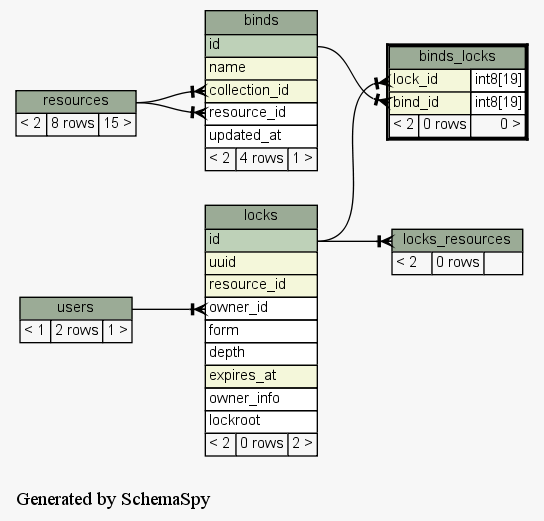 binds
id
name
collection_id
resource_id
updated_at
< 2 4 rows 1 >
binds_locks
lock_id int8[19]
bind_id int8[19]
< 2 0 rows 0 >
resources
< 2 8 rows 15 >
locks
id
uuid
resource_id
owner_id
form
depth
expires_at
owner_info
lockroot
< 2 0 rows 2 >
locks_resources
< 2 0 rows
users
< 1 2 rows 1 >
Generated by SchemaSpy